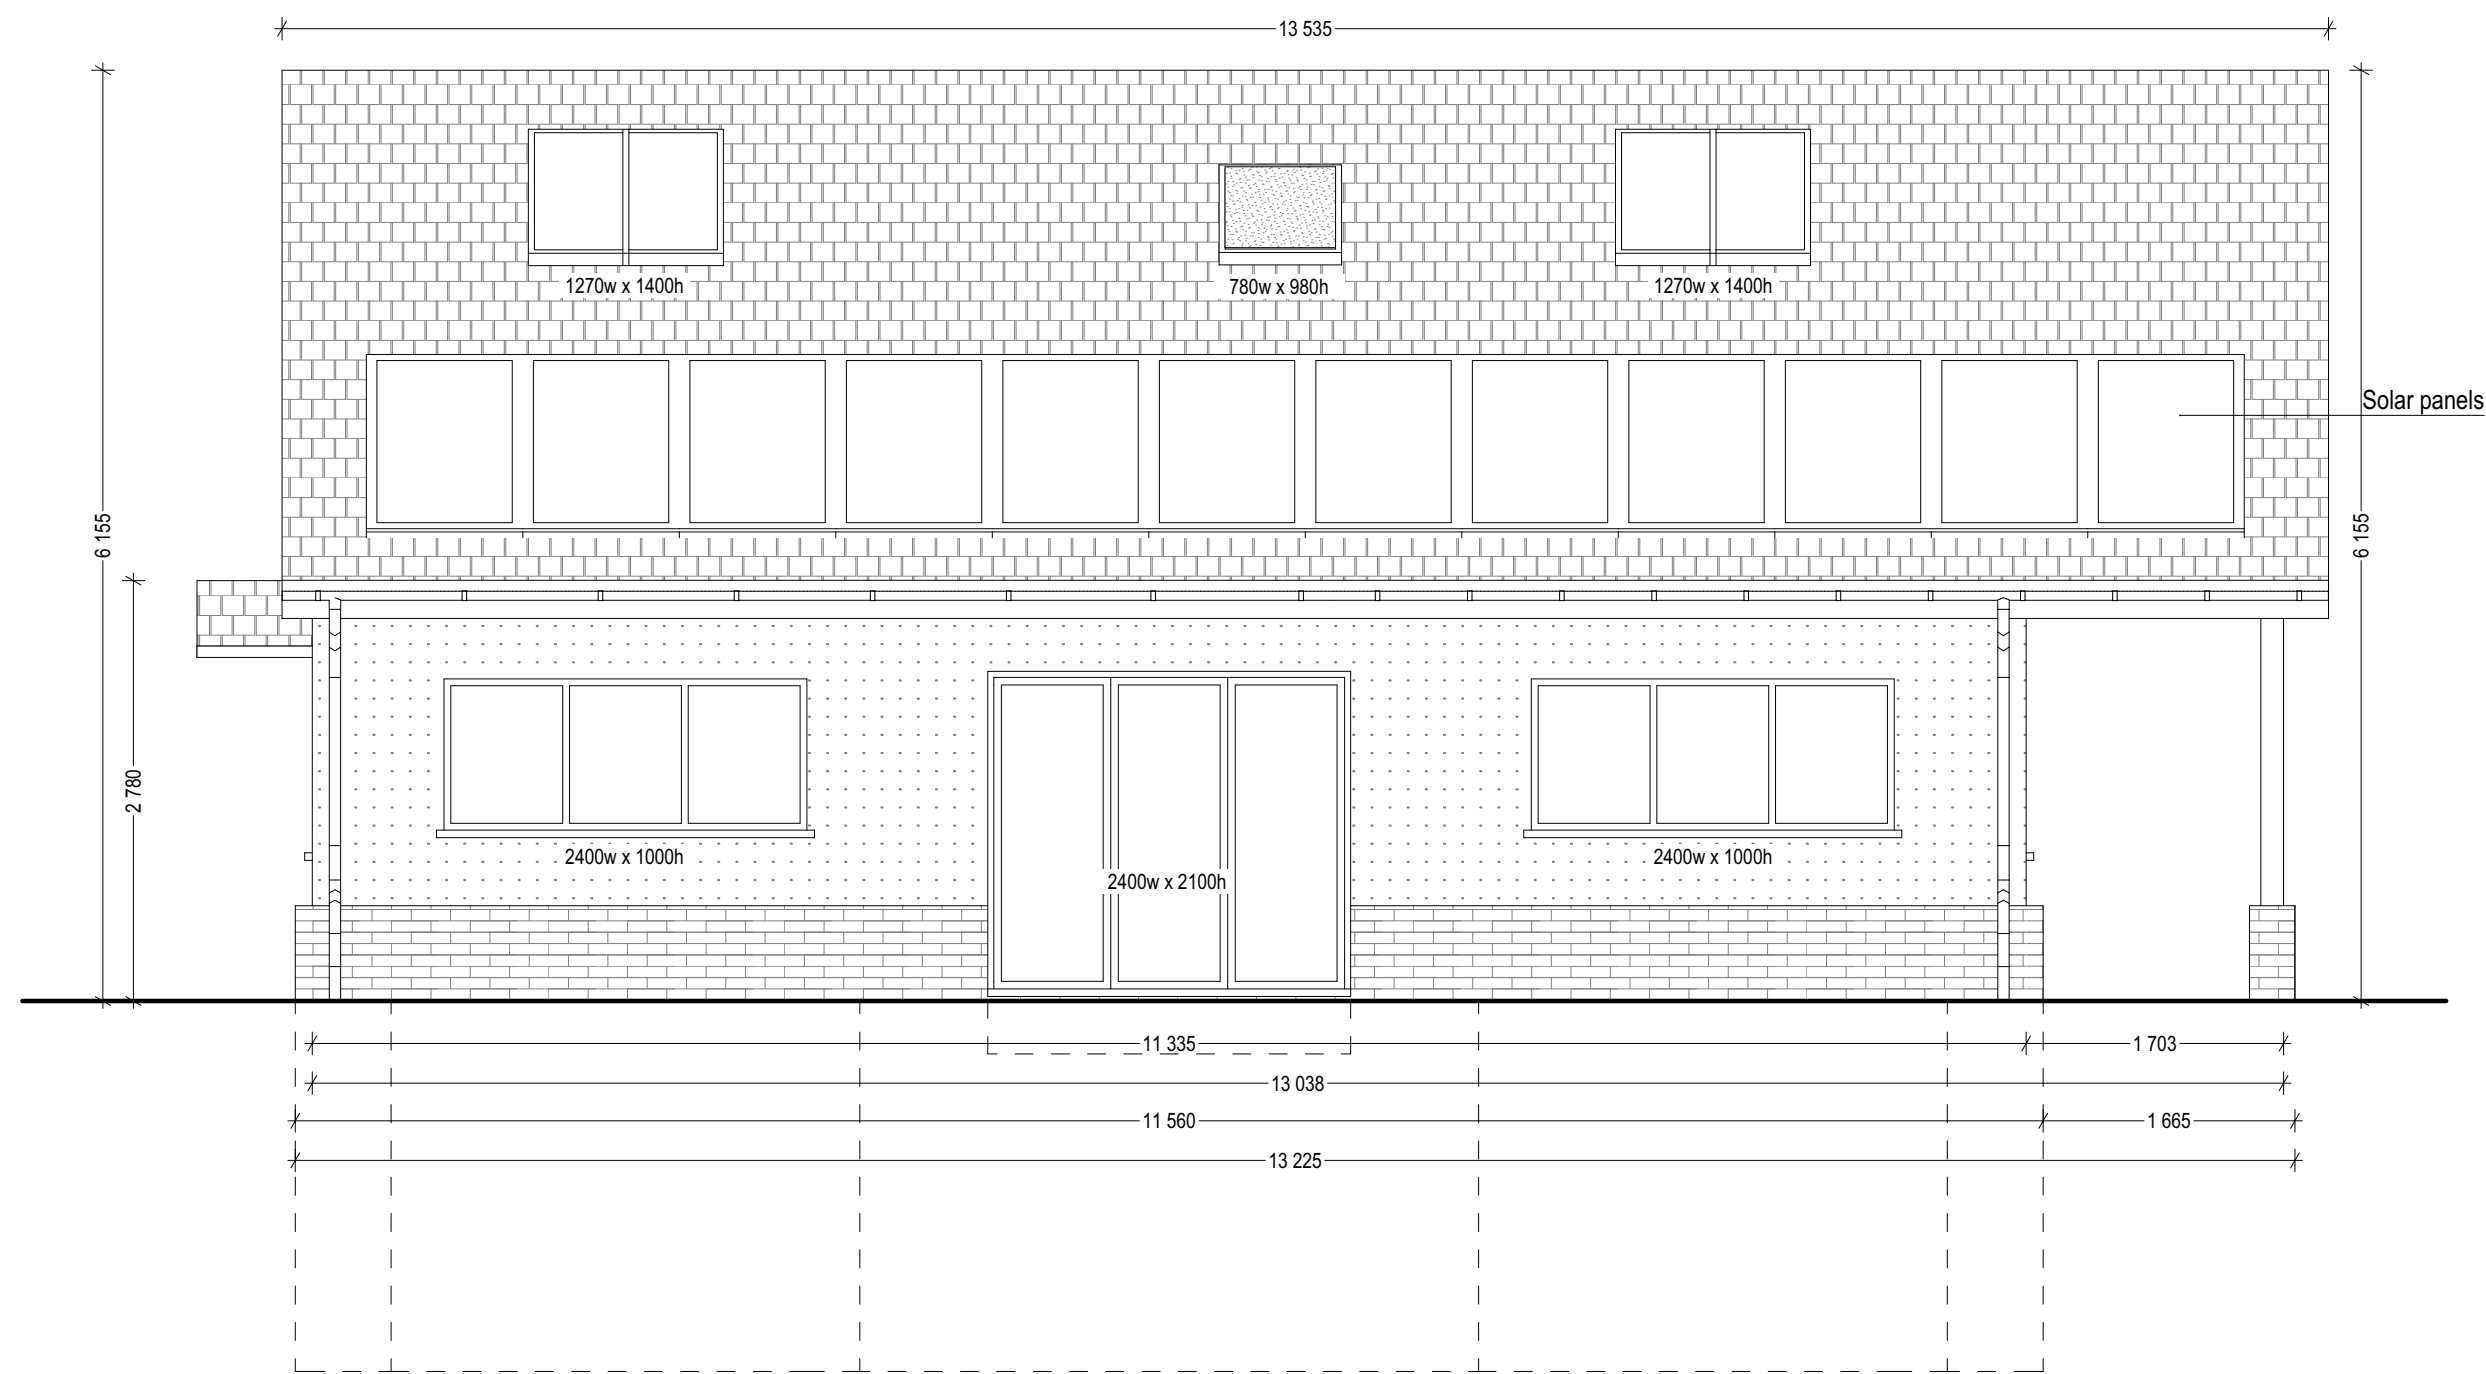 13 535
1270w x 1400h
780w x 980h
1270w x 1400h
Solar panels
6 155
6 155
2 780
2400w x 1000h
2400w x 1000h
2400w x 2100h
11 335
1 703
13 038
11 560
1 665
13 225